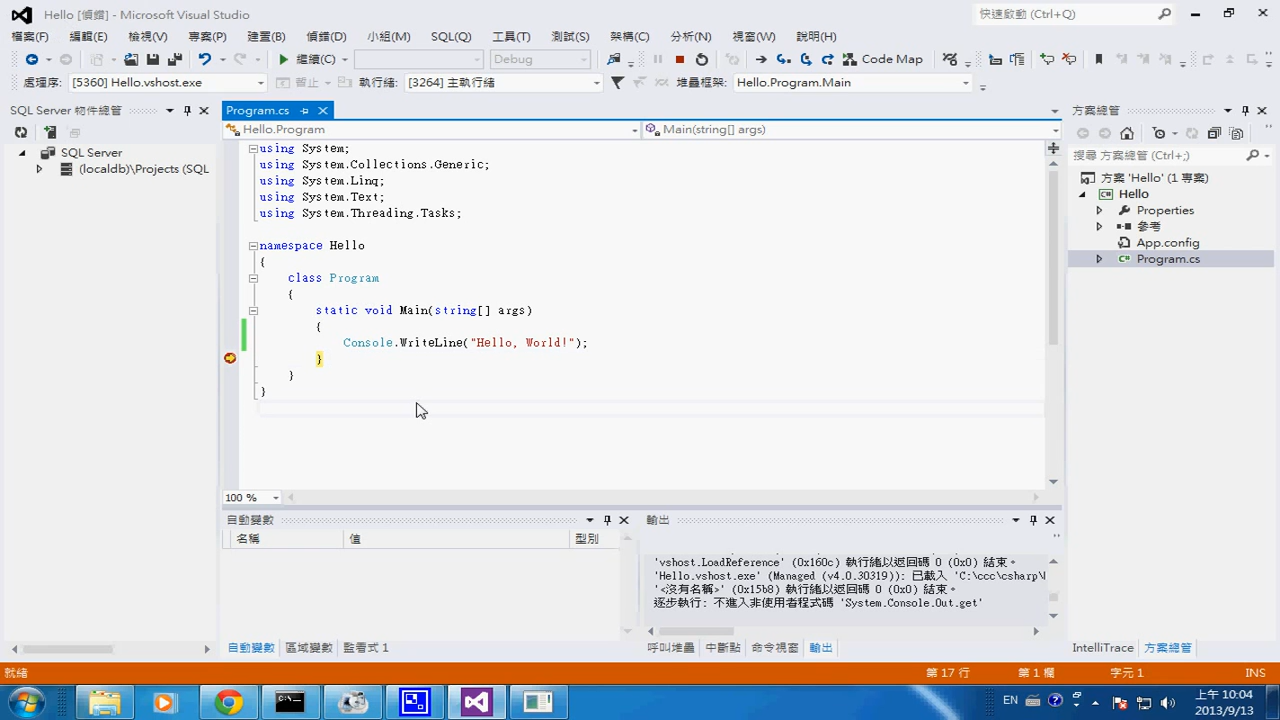 Hello [偵錯] - Microsoft Visual Studio
快速啟動 (Ctrl+Q)
檔案(F) 編輯(E) 檢視(V) 專案(P) 建置(B) 偵錯(D) 小組(M) SQL(Q) 工具(T) 測試(S) 架構(C) 分析(N) 視窗(W) 說明(H)
繼續(C) Debug Code Map
處理序: [5360] Hello.vshost.exe 暫止 執行緒: [3264] 主執行緒 堆疊框架: Hello.Program.Main
SQL Server 物件總管
SQL Server
(localdb)\Projects (SQL
Program.cs
Hello.Program Main(string[] args)
using System;
using System.Collections.Generic;
using System.Linq;
using System.Text;
using System.Threading.Tasks;
namespace Hello
{
class Program
{
static void Main(string[] args)
{
Console.WriteLine("Hello, World!");
}
}
}
100 %
方案總管
搜尋 方案總管 (Ctrl+;)
方案 'Hello' (1 專案)
C# Hello
Properties
參考
App.config
C# Program.cs
自動變數
名稱 值 型別
自動變數 區域變數 監看式 1
輸出
'vshost.LoadReference' (0x160c) 執行緒以返回碼 0 (0x0) 結束。
'Hello.vshost.exe' (Managed (v4.0.30319)): 已載入 'C:\ccc\csharp\
'<沒有名稱>' (0x15b8) 執行緒以返回碼 0 (0x0) 結束。
逐步執行: 不進入非使用者程式碼 'System.Console.Out.get'
呼叫堆疊 中斷點 命令視窗 輸出
IntelliTrace 方案總管
就緒 第 17 行 第 1 欄 字元 1 INS
EN 上午 10:04
2013/9/13